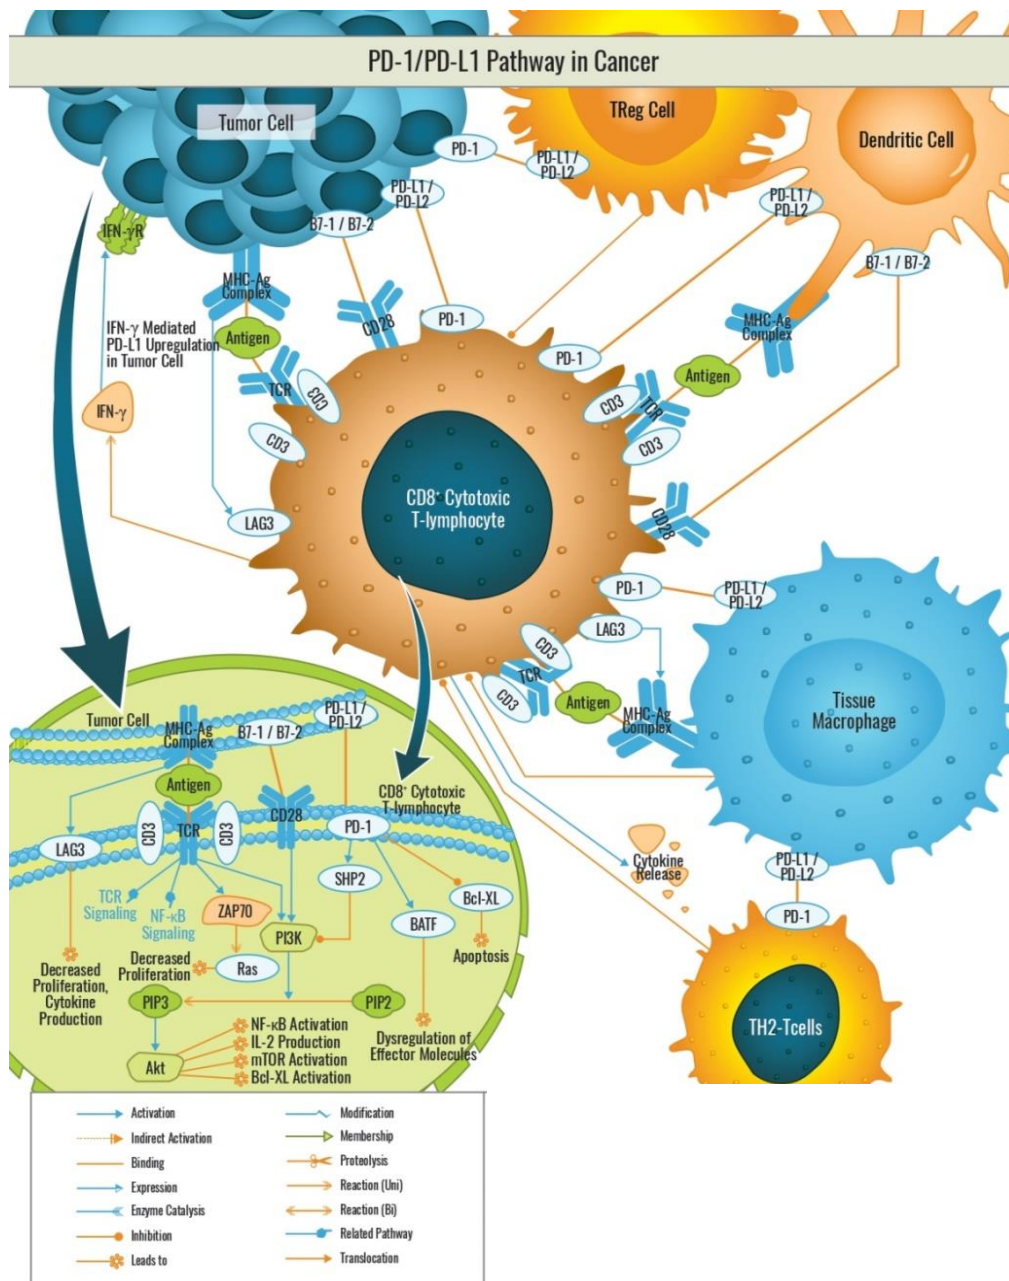 PD-1/PD-L1 Pathway in Cancer
Tumor Cell
TReg Cell
Dendritic Cell
PD-1
PD-L1 /
PD-L2
PD-L1 /
PD-L2
PD-L1 /
PD-L2
B7-1 / B7-2
B7-1 / B7-2
IFN-γR
MHC-Ag
Complex
CD28
PD-1
MHC-Ag
Complex
IFN-γ Mediated
PD-L1 Upregulation
in Tumor Cell
Antigen
PD-1
Antigen
TCR
CD3
IFN-γ
CD3
CD3
TCR
CD3
CD8⁺ Cytotoxic
T-lymphocyte
LAG3
CD28
PD-1
PD-L1 /
PD-L2
LAG3
CD3
TCR
CD3
Antigen
MHC-Ag
Complex
Tissue
Macrophage
Tumor Cell
MHC-Ag
Complex
B7-1 / B7-2
PD-L1 /
PD-L2
Antigen
CD8⁺ Cytotoxic
T-lymphocyte
CD3
TCR
CD3
CD28
PD-1
LAG3
SHP2
Bcl-XL
TCR
Signaling
NF-κB
Signaling
ZAP70
PI3K
BATF
Apoptosis
Decreased
Proliferation,
Cytokine
Production
Decreased
Proliferation
Ras
PIP3
PIP2
Dysregulation of
Effector Molecules
Akt
NF-κB Activation
IL-2 Production
mTOR Activation
Bcl-XL Activation
Cytokine
Release
PD-L1 /
PD-L2
PD-1
TH2-Tcells
Activation
Indirect Activation
Binding
Expression
Enzyme Catalysis
Inhibition
Leads to
Modification
Membership
Proteolysis
Reaction (Uni)
Reaction (Bi)
Related Pathway
Translocation